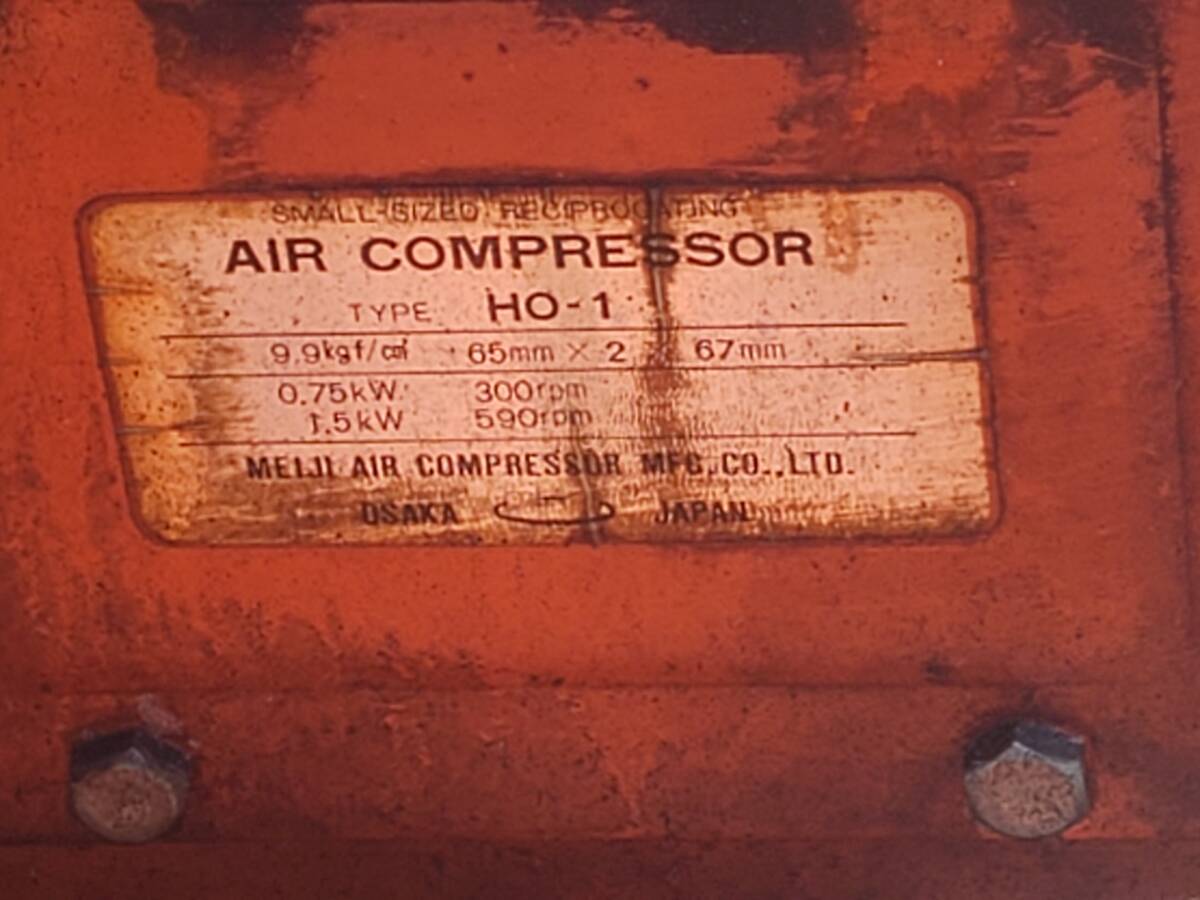 SMALL-SIZED RECIPROCATING
AIR COMPRESSOR
TYPE HO-1
9.9kgf/cm² 65mm × 2 67mm
0.75kW 300rpm
1.5kW 590rpm
MEIJI AIR COMPRESSOR MFG.CO.,LTD.
OSAKA JAPAN